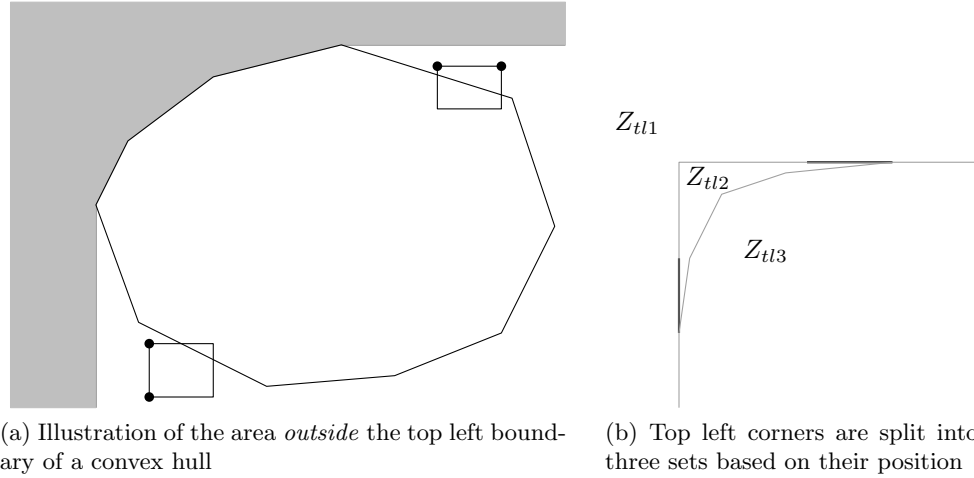 Z_{tl1}
Z_{tl2}
Z_{tl3}
(a) Illustration of the area outside the top left bound-
ary of a convex hull
(b) Top left corners are split into
three sets based on their position